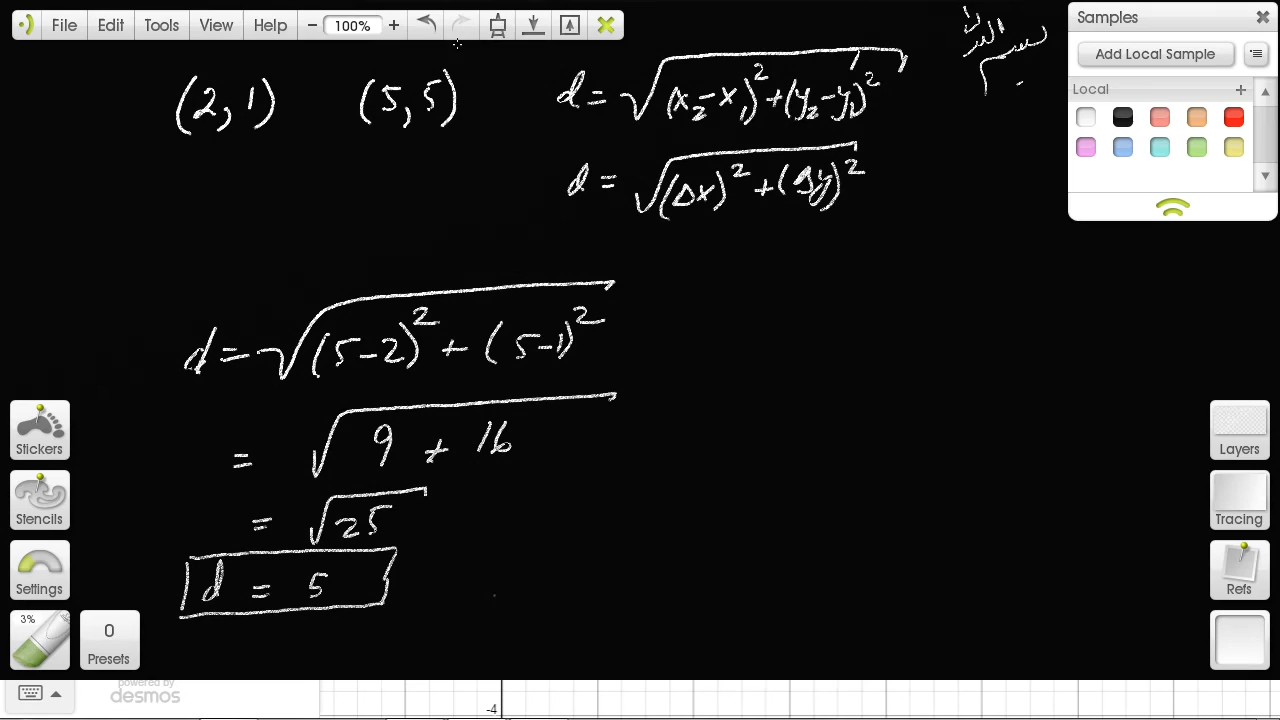 File Edit Tools View Help − 100% +
Samples
Add Local Sample
Local +
(2, 1) (5, 5) d = √(x₂ − x₁)² + (y₂ − y₁)²
d = √(Δx)² + (Δy)²
d = √(5−2)² + (5−1)²
= √9 + 16
= √25
d = 5
Stickers
Stencils
Settings
3%
0
Presets
Layers
Tracing
Refs
powered by
desmos
-4